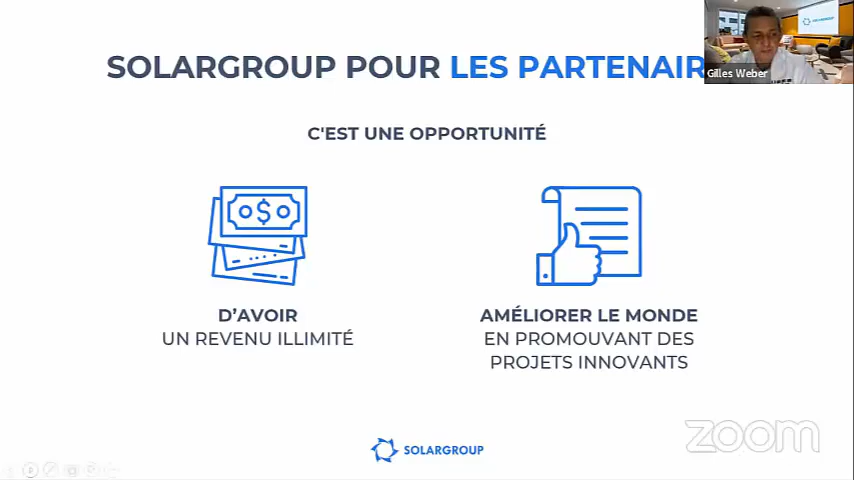 SOLARGROUP POUR LES PARTENAIR
Gilles Weber
C'EST UNE OPPORTUNITÉ
D’AVOIR
UN REVENU ILLIMITÉ
AMÉLIORER LE MONDE
EN PROMOUVANT DES
PROJETS INNOVANTS
SOLARGROUP
zoom